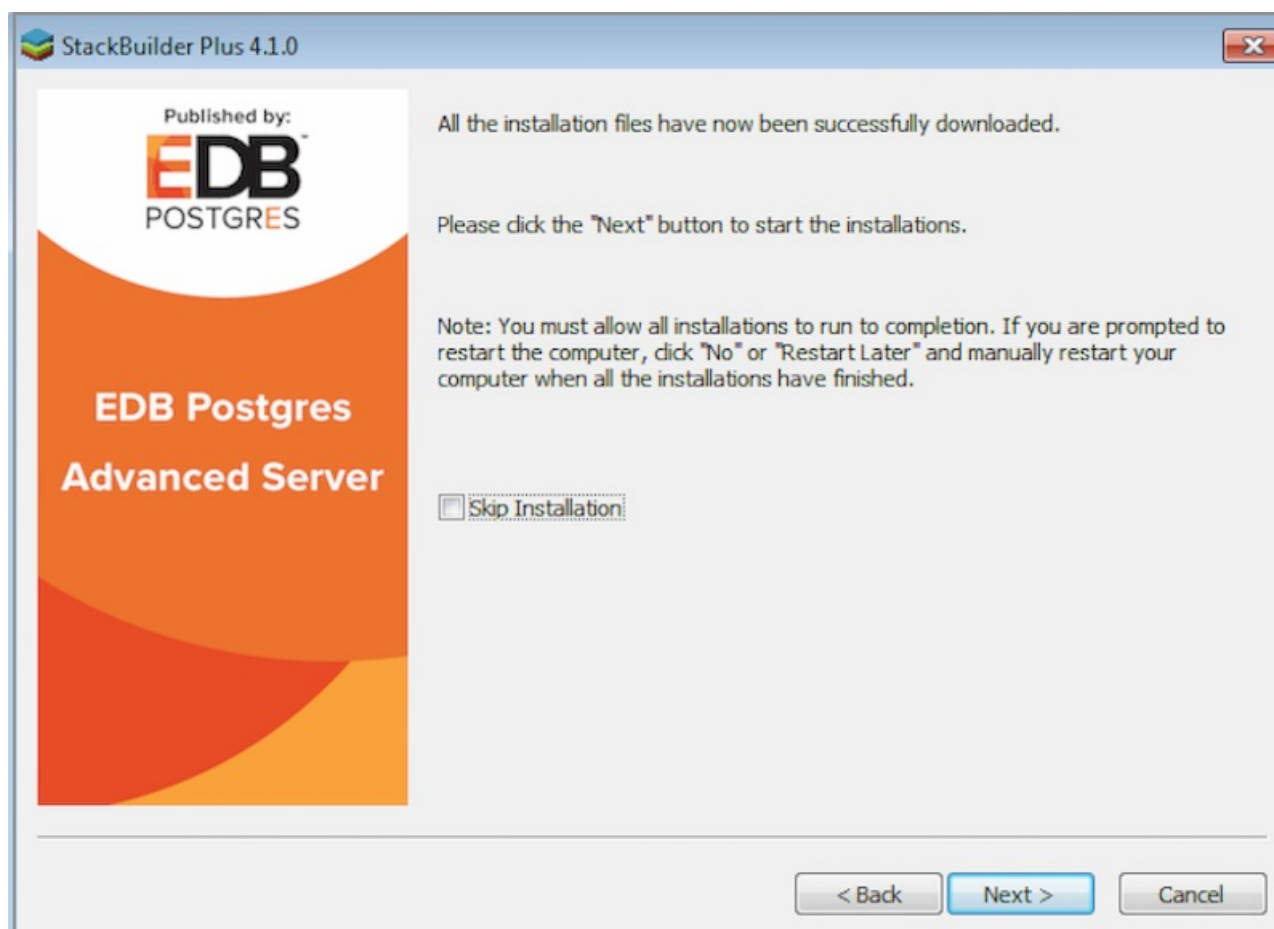 StackBuilder Plus 4.1.0
Published by:
EDB™
POSTGRES
EDB Postgres
Advanced Server
All the installation files have now been successfully downloaded.
Please click the "Next" button to start the installations.
Note: You must allow all installations to run to completion. If you are prompted to
restart the computer, click "No" or "Restart Later" and manually restart your
computer when all the installations have finished.
Skip Installation
< Back
Next >
Cancel